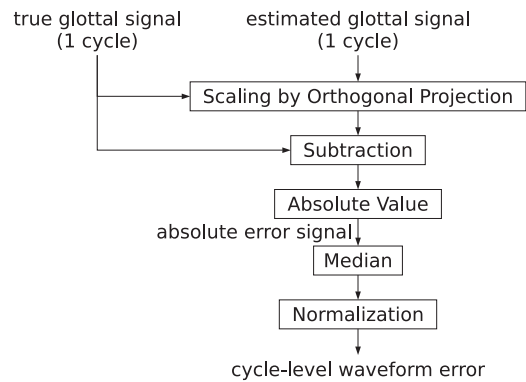 true glottal signal
(1 cycle)
estimated glottal signal
(1 cycle)
Scaling by Orthogonal Projection
Subtraction
Absolute Value
absolute error signal
Median
Normalization
cycle-level waveform error